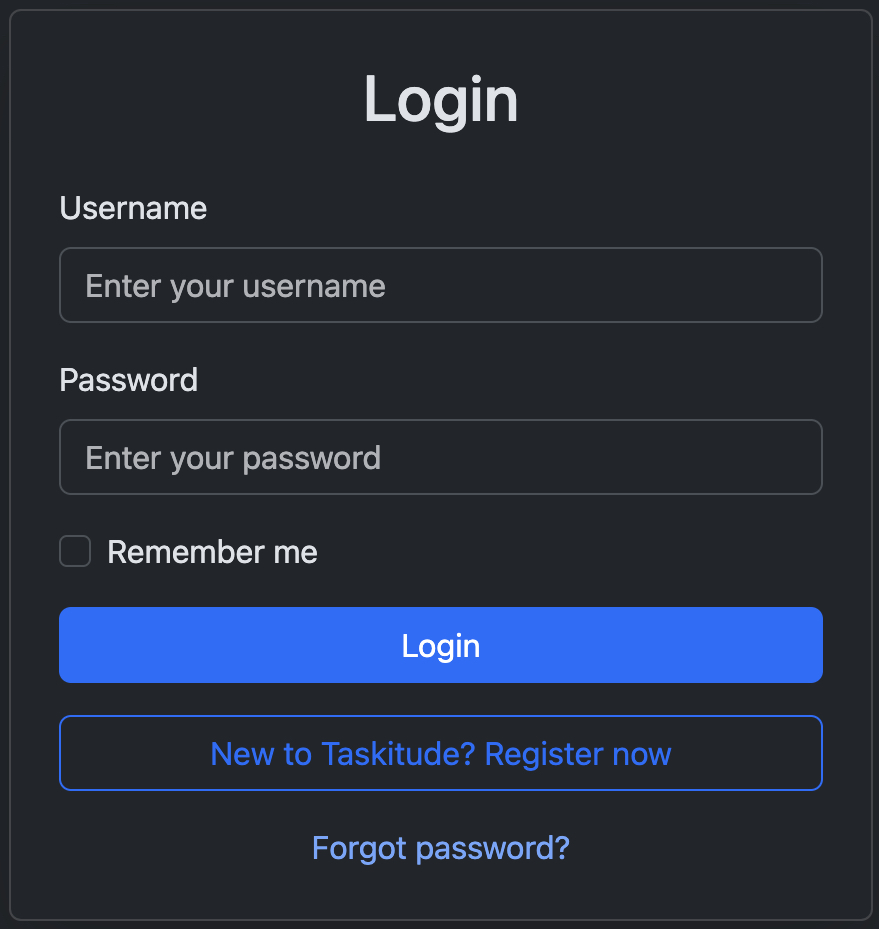 Login
Username
Enter your username
Password
Enter your password
Remember me
Login
New to Taskitude? Register now
Forgot password?